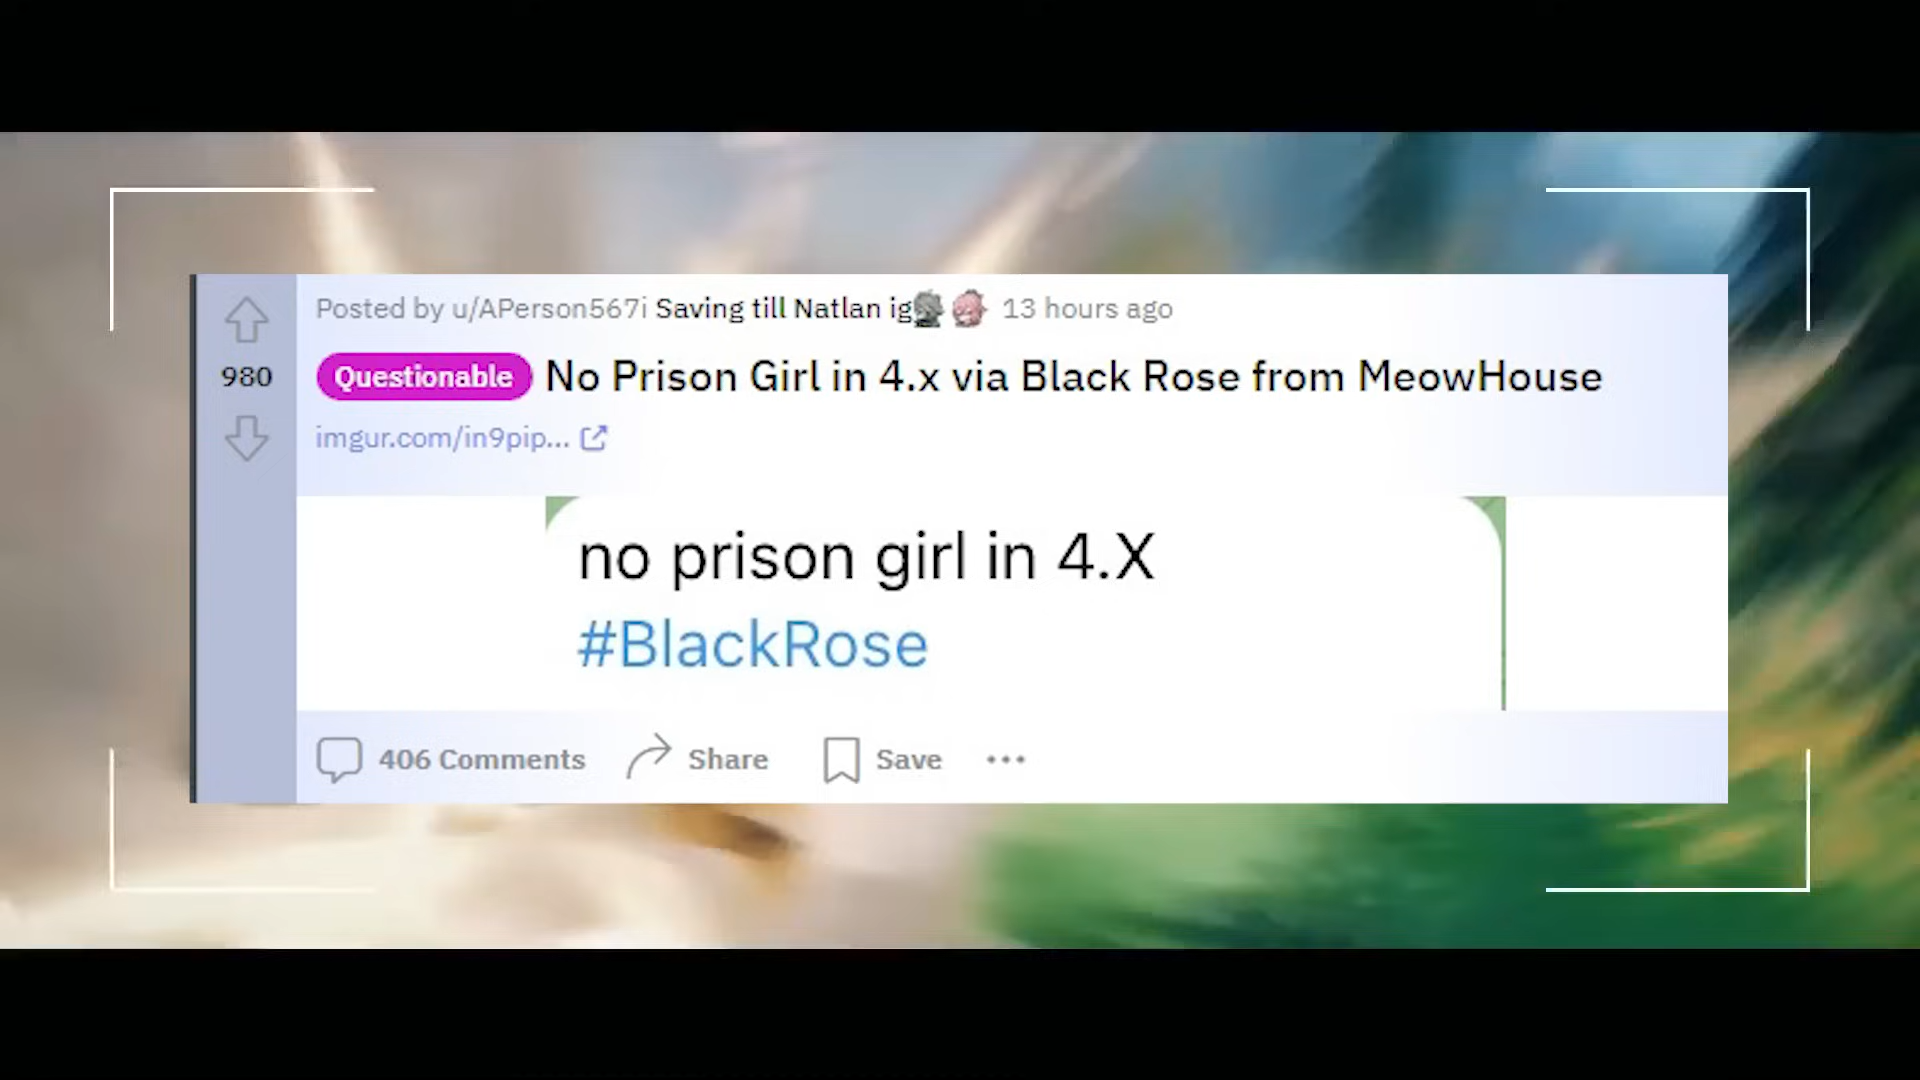 Posted by u/APerson567i Saving till Natlan ig 13 hours ago
980
Questionable No Prison Girl in 4.x via Black Rose from MeowHouse
imgur.com/in9pip...
no prison girl in 4.X
#BlackRose
406 Comments Share Save ...